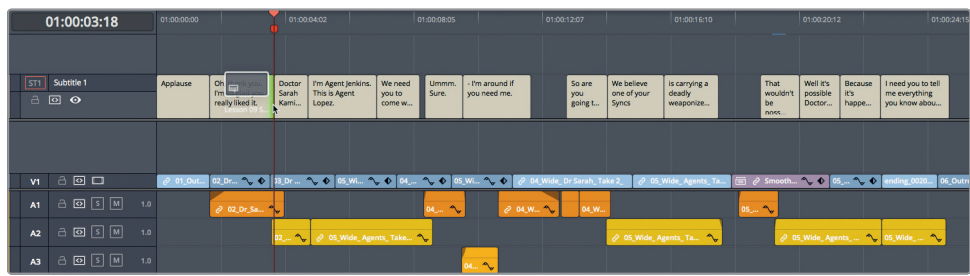 01:00:03:18
01:00:00:00 01:00:04:02 01:00:08:05 01:00:12:07 01:00:16:10 01:00:20:12 01:00:24:15
ST1 Subtitle 1
Applause
really liked it.
Doctor
Sarah
Kami...
I'm Agent Jenkins.
This is Agent
Lopez.
We need
you to
come w...
Ummm.
Sure.
- I'm around if
you need me.
So are
you
going t...
We believe
one of your
Syncs
is carrying a
deadly
weaponize...
That
wouldn't
be
poss...
Well it's
possible
Doctor...
Because
it's
happe...
I need you to tell
me everything
you know abou...
V1 01_Out... 02_Dr... 03_Dr ... 05_Wi... 04_... 05_Wi... 04_Wide_ Dr Sarah_ Take 2_ 05_Wide_Agents_Ta... Smooth... 05_... ending_0020... 06_Outr
A1 S M 1.0 02_Dr_Sa... 04_... 04_W... 04_W... 05_...
A2 S M 1.0 02_... 05_Wide_Agents_Take... 05_Wide_Agents_Ta... 05_Wide_Agents_... 05_Wide_...
A3 S M 1.0 04...